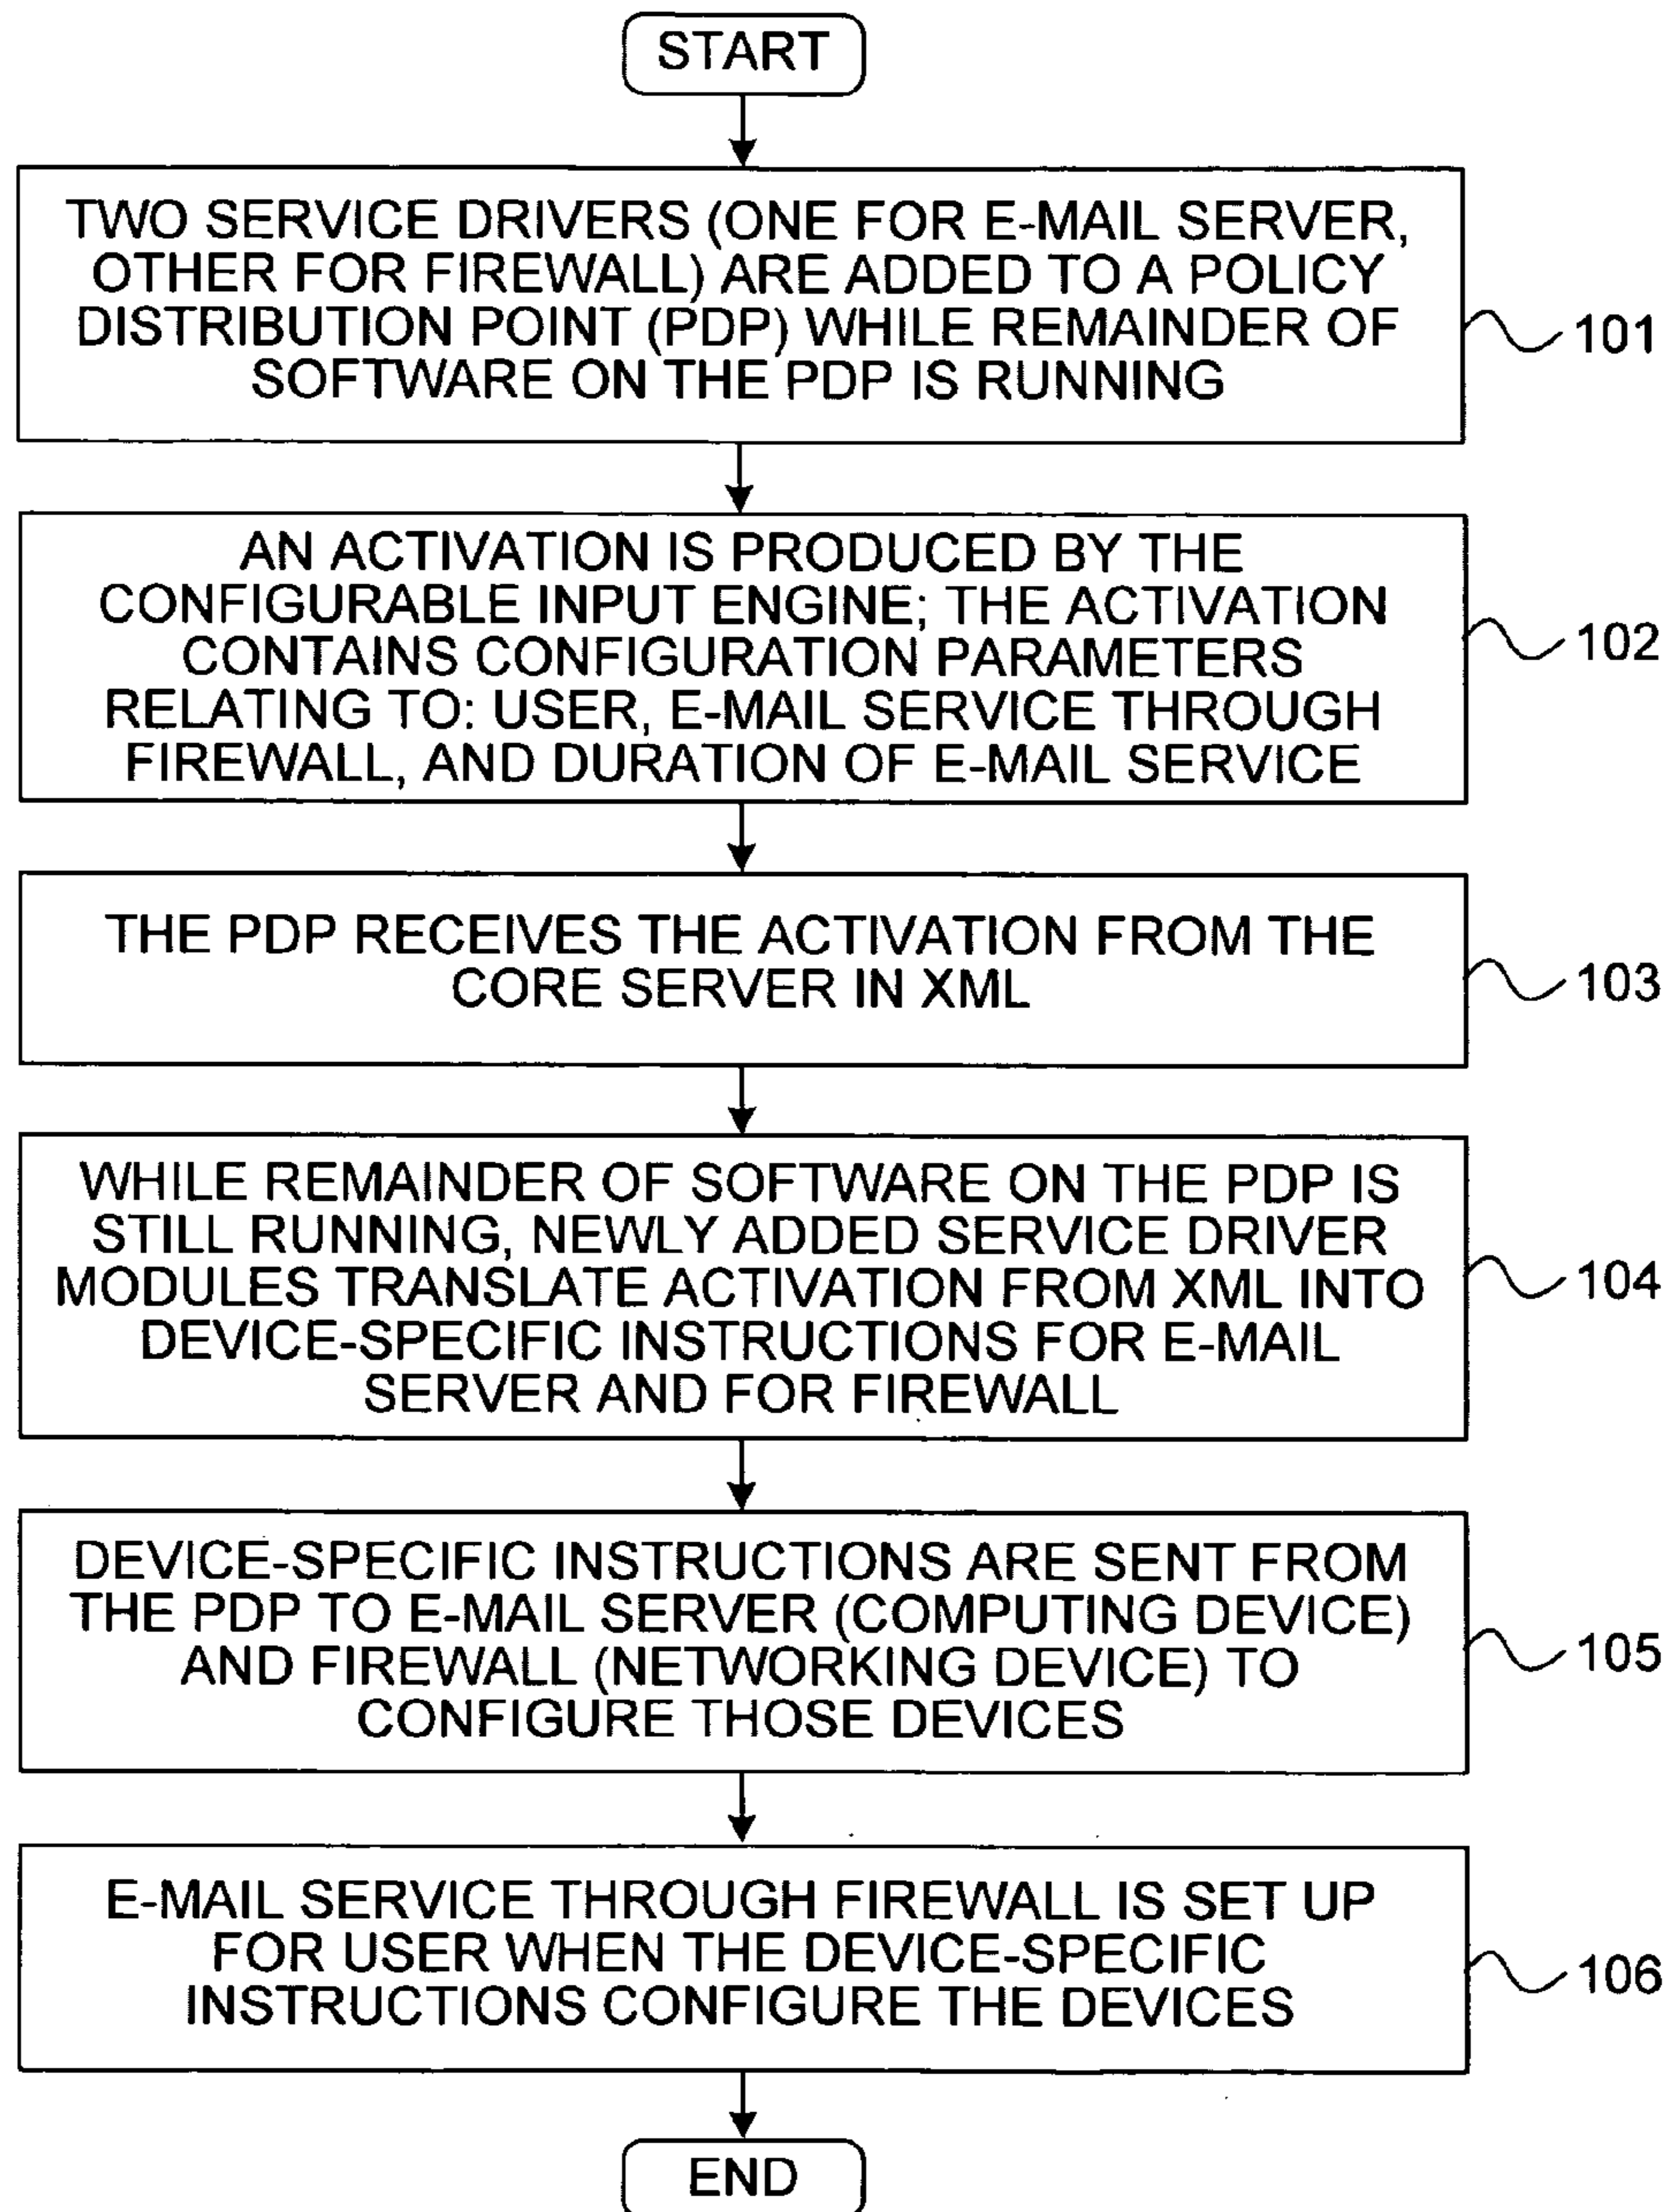 START
TWO SERVICE DRIVERS (ONE FOR E-MAIL SERVER,
OTHER FOR FIREWALL) ARE ADDED TO A POLICY
DISTRIBUTION POINT (PDP) WHILE REMAINDER OF
SOFTWARE ON THE PDP IS RUNNING
101
AN ACTIVATION IS PRODUCED BY THE
CONFIGURABLE INPUT ENGINE; THE ACTIVATION
CONTAINS CONFIGURATION PARAMETERS
RELATING TO: USER, E-MAIL SERVICE THROUGH
FIREWALL, AND DURATION OF E-MAIL SERVICE
102
THE PDP RECEIVES THE ACTIVATION FROM THE
CORE SERVER IN XML
103
WHILE REMAINDER OF SOFTWARE ON THE PDP IS
STILL RUNNING, NEWLY ADDED SERVICE DRIVER
MODULES TRANSLATE ACTIVATION FROM XML INTO
DEVICE-SPECIFIC INSTRUCTIONS FOR E-MAIL
SERVER AND FOR FIREWALL
104
DEVICE-SPECIFIC INSTRUCTIONS ARE SENT FROM
THE PDP TO E-MAIL SERVER (COMPUTING DEVICE)
AND FIREWALL (NETWORKING DEVICE) TO
CONFIGURE THOSE DEVICES
105
E-MAIL SERVICE THROUGH FIREWALL IS SET UP
FOR USER WHEN THE DEVICE-SPECIFIC
INSTRUCTIONS CONFIGURE THE DEVICES
106
END